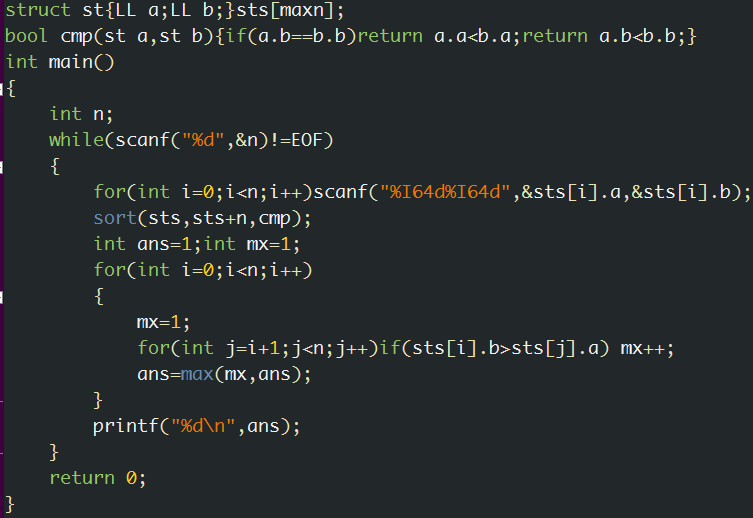 struct st{LL a;LL b;}sts[maxn];
bool cmp(st a,st b){if(a.b==b.b)return a.a<b.a;return a.b<b.b;}
int main()
{
    int n;
    while(scanf("%d",&n)!=EOF)
    {
        for(int i=0;i<n;i++)scanf("%I64d%I64d",&sts[i].a,&sts[i].b);
        sort(sts,sts+n,cmp);
        int ans=1;int mx=1;
        for(int i=0;i<n;i++)
        {
            mx=1;
            for(int j=i+1;j<n;j++)if(sts[i].b>sts[j].a) mx++;
            ans=max(mx,ans);
        }
        printf("%d\n",ans);
    }
    return 0;
}